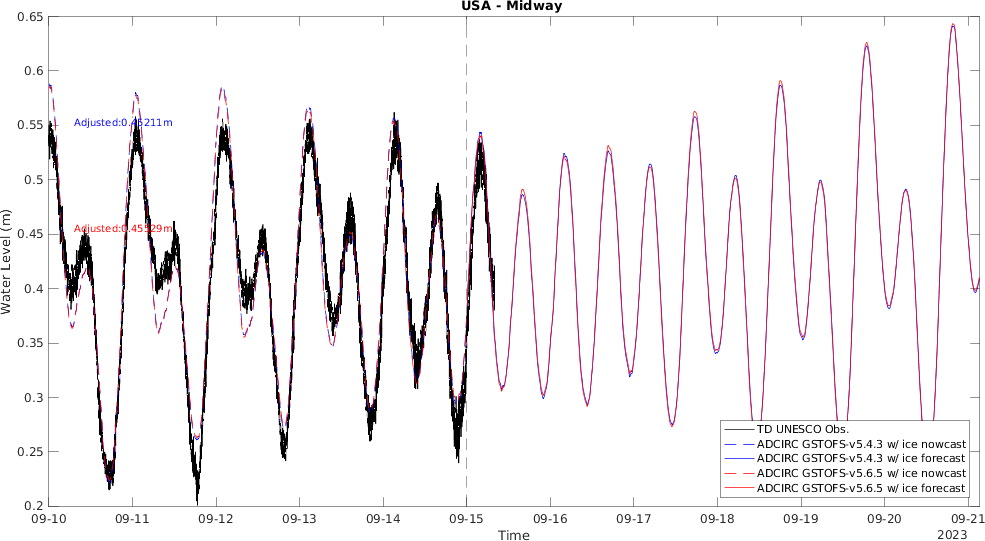 USA - Midway
0.65
0.6
0.55
0.5
0.45
0.4
0.35
0.3
0.25
0.2
Water Level (m)
Adjusted:0.45211m
Adjusted:0.45529m
TD UNESCO Obs.
ADCIRC GSTOFS-v5.4.3 w/ ice nowcast
ADCIRC GSTOFS-v5.4.3 w/ ice forecast
ADCIRC GSTOFS-v5.6.5 w/ ice nowcast
ADCIRC GSTOFS-v5.6.5 w/ ice forecast
09-10 09-11 09-12 09-13 09-14 09-15 09-16 09-17 09-18 09-19 09-20 09-21
Time
2023